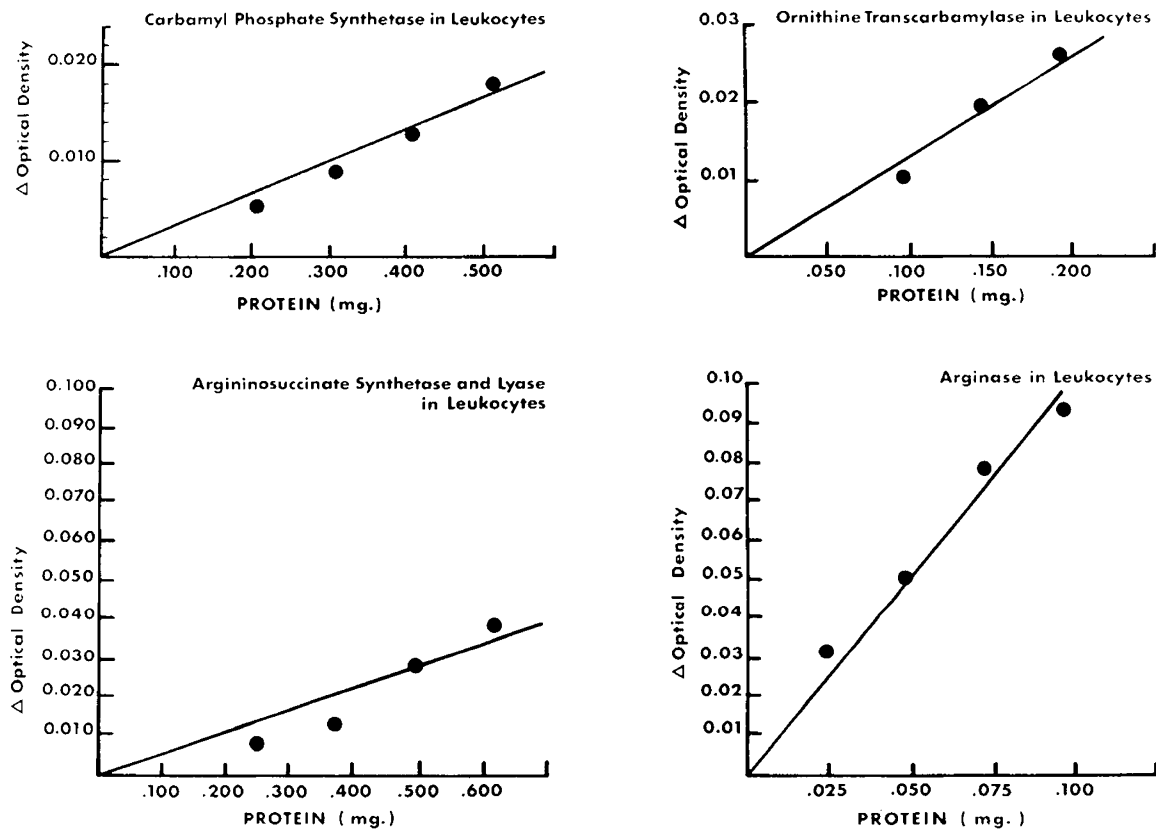 Carbamyl Phosphate Synthetase in Leukocytes
Δ Optical Density
0.020
0.010
.100 .200 .300 .400 .500
PROTEIN (mg.)
Ornithine Transcarbamylase in Leukocytes
Δ Optical Density
0.03
0.02
0.01
.050 .100 .150 .200
PROTEIN (mg.)
Argininosuccinate Synthetase and Lyase
in Leukocytes
Δ Optical Density
0.100
0.090
0.080
0.070
0.060
0.050
0.040
0.030
0.020
0.010
.100 .200 .300 .400 .500 .600
PROTEIN (mg.)
Arginase in Leukocytes
Δ Optical Density
0.10
0.09
0.08
0.07
0.06
0.05
0.04
0.03
0.02
0.01
.025 .050 .075 .100
PROTEIN (mg.)